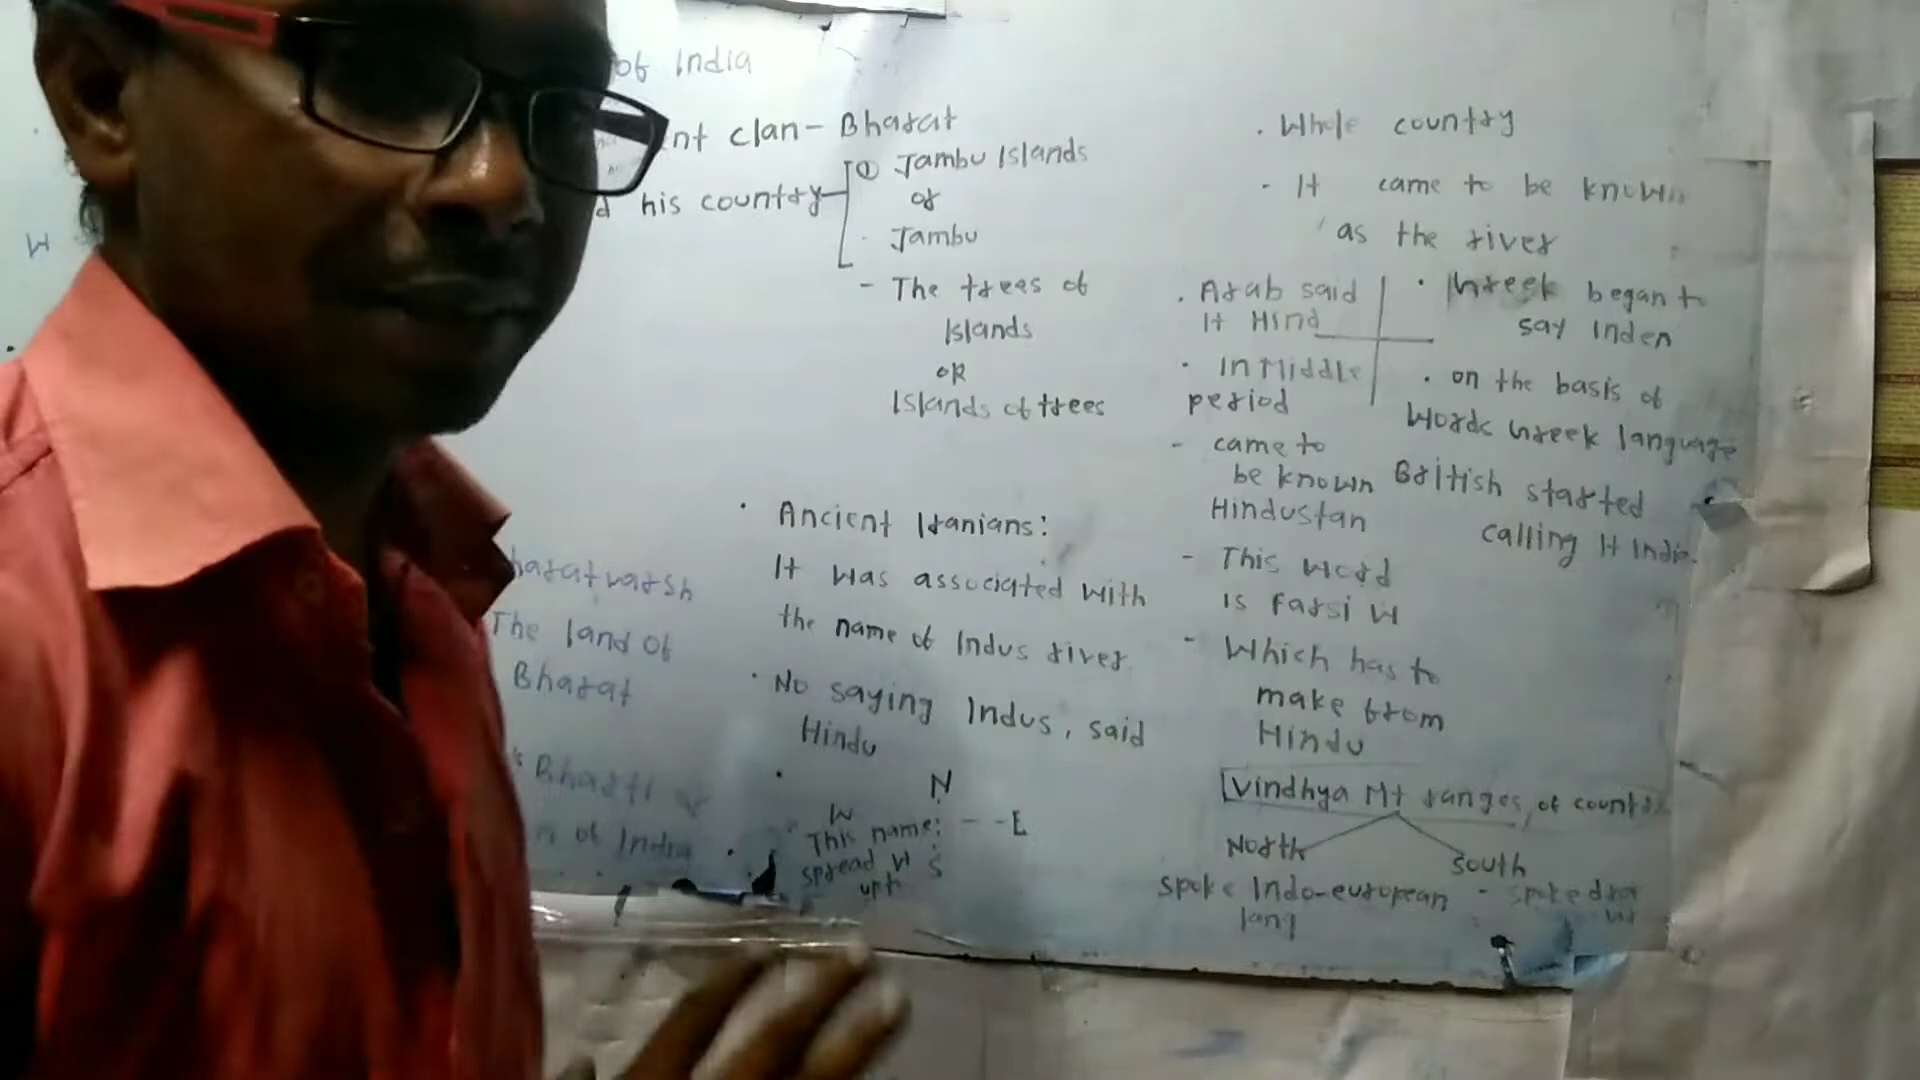 of India
clan - Bharat
his country
① Jambu Islands
or
Jambu
- The trees of
Islands
OR
Islands of trees
The land of
Bharat
Bharti
of India
• Ancient Iranians:
It was associated with
the name of Indus river
• No saying Indus, said
Hindu
N
W
This name: - - E
spread W S
upto
• Whole country
- It came to be known
as the river
• Arab said
It Hind
• In Middle
period
- came to
be known
Hindustan
- This word
is Farsi W
- Which has to
make from
Hindu
• Greek began to
say Inden
• on the basis of
Words Greek language
British started
calling It India.
Vindhya Mt ranges, of country
North
South
Spoke Indo-european
lang
- spoke